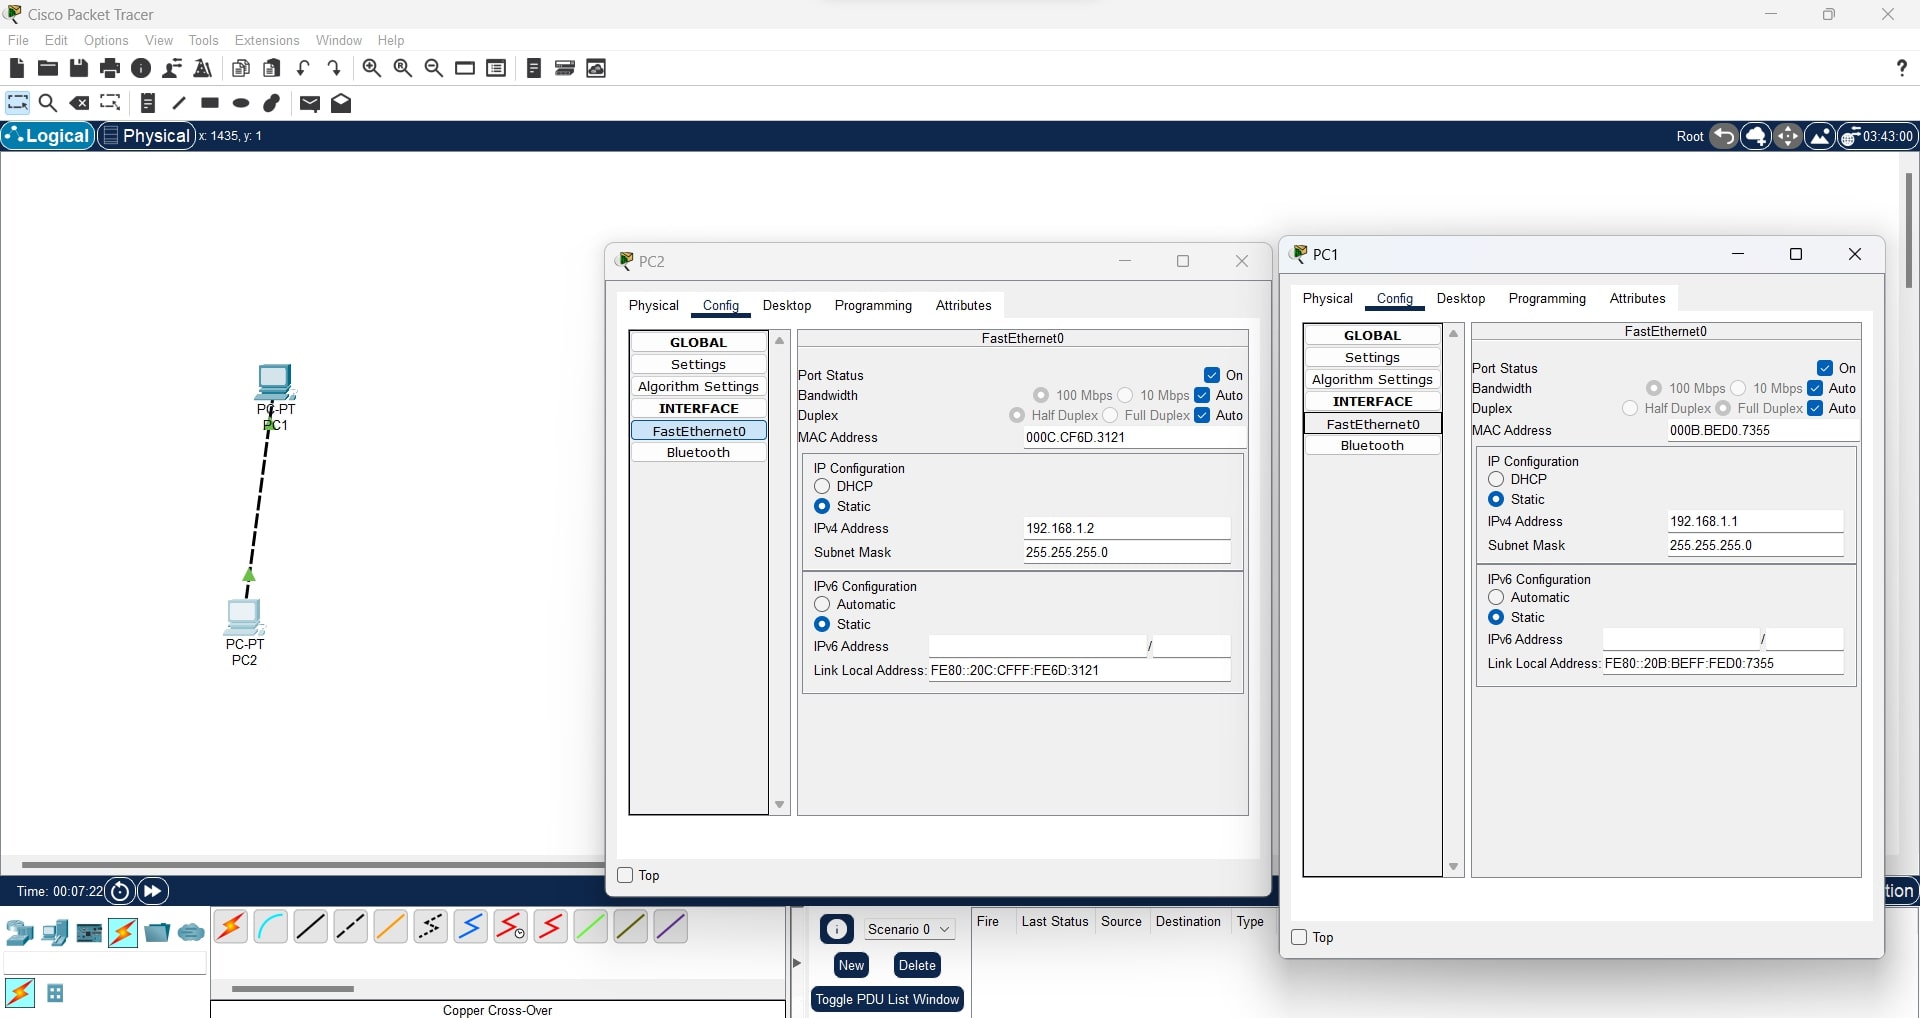 Cisco Packet Tracer
File Edit Options View Tools Extensions Window Help
Logical Physical x: 1435, y: 1 Root 03:43:00
PC-PT
PC1
PC-PT
PC2
PC2
Physical Config Desktop Programming Attributes
GLOBAL
Settings
Algorithm Settings
INTERFACE
FastEthernet0
Bluetooth
FastEthernet0
Port Status On
Bandwidth 100 Mbps 10 Mbps Auto
Duplex Half Duplex Full Duplex Auto
MAC Address 000C.CF6D.3121
IP Configuration
DHCP
Static
IPv4 Address 192.168.1.2
Subnet Mask 255.255.255.0
IPv6 Configuration
Automatic
Static
IPv6 Address /
Link Local Address: FE80::20C:CFFF:FE6D:3121
Top
PC1
Physical Config Desktop Programming Attributes
GLOBAL
Settings
Algorithm Settings
INTERFACE
FastEthernet0
Bluetooth
FastEthernet0
Port Status On
Bandwidth 100 Mbps 10 Mbps Auto
Duplex Half Duplex Full Duplex Auto
MAC Address 000B.BED0.7355
IP Configuration
DHCP
Static
IPv4 Address 192.168.1.1
Subnet Mask 255.255.255.0
IPv6 Configuration
Automatic
Static
IPv6 Address /
Link Local Address: FE80::20B:BEFF:FED0:7355
Top
Time: 00:07:22 tion
Scenario 0
New Delete
Toggle PDU List Window
Fire Last Status Source Destination Type
Copper Cross-Over